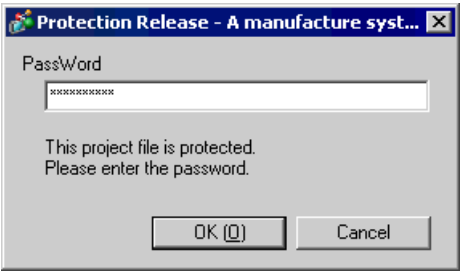 Protection Release - A manufacture syst...
PassWord
**********
This project file is protected.
Please enter the password.
OK (O)
Cancel